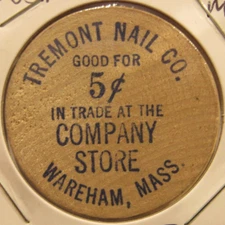 TREMONT NAIL CO.
GOOD FOR
5¢
IN TRADE AT THE
COMPANY
STORE
WAREHAM, MASS.